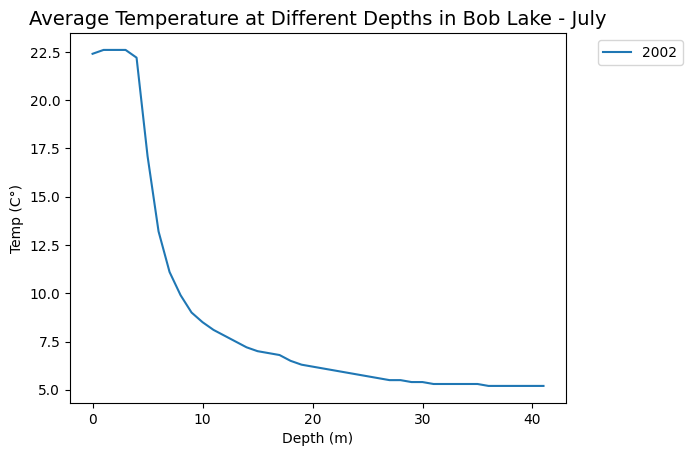 Average Temperature at Different Depths in Bob Lake - July
2002
22.5
20.0
17.5
15.0
12.5
10.0
7.5
5.0
Temp (C°)
0 10 20 30 40
Depth (m)